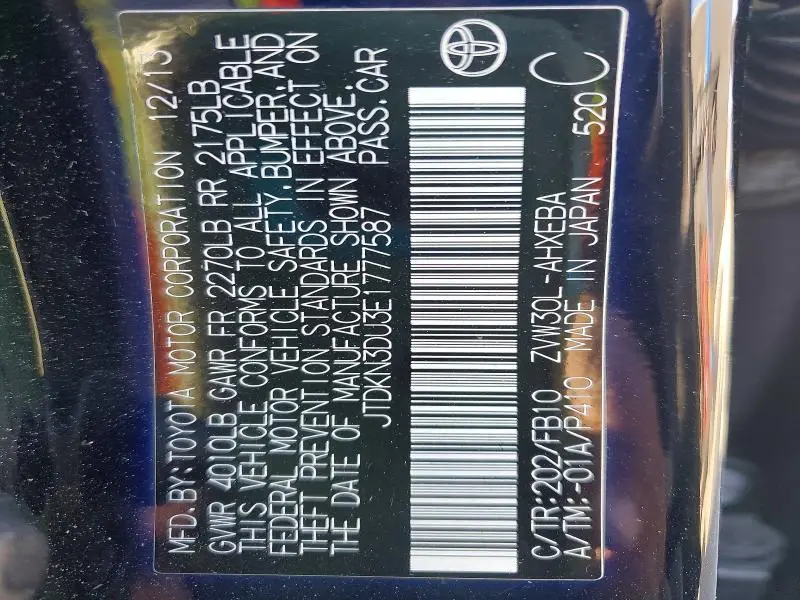 MFD.BY:TOYOTA MOTOR CORPORATION 12/13
GVWR 4010LB GAWR FR 2270LB RR 2175LB
THIS VEHICLE CONFORMS TO ALL APPLICABLE
FEDERAL MOTOR VEHICLE SAFETY,BUMPER,AND
THEFT PREVENTION STANDARDS IN EFFECT ON
THE DATE OF MANUFACTURE SHOWN ABOVE.
JTDKN3DU3E1777587 PASS.CAR
C/TR:202/FB10 ZVW30L-AHXEBA
A/TM:-01A/P410 MADE IN JAPAN 520 C